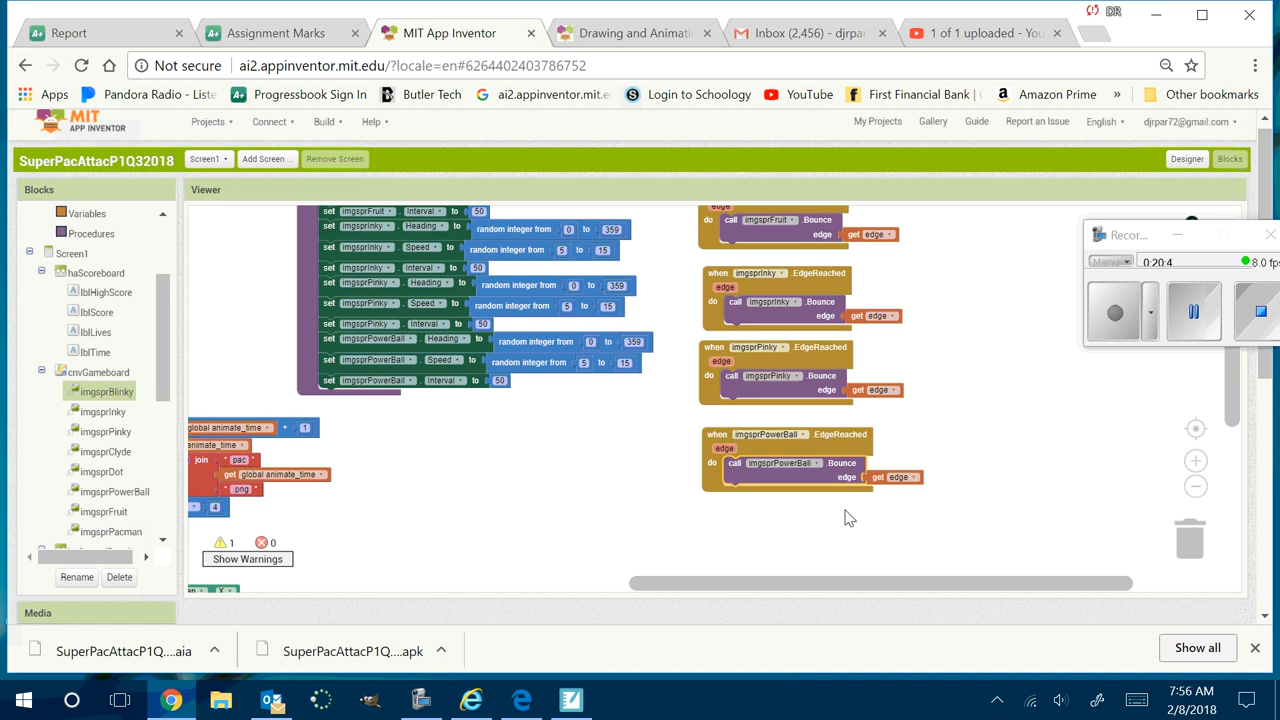 DR
Report
Assignment Marks
MIT App Inventor
Drawing and Animati
Inbox (2,456) - djrpar
1 of 1 uploaded - You
Not secure ai2.appinventor.mit.edu/?locale=en#6264402403786752
Apps Pandora Radio - Liste Progressbook Sign In Butler Tech ai2.appinventor.mit.e Login to Schoology YouTube First Financial Bank | Amazon Prime » Other bookmarks
MIT
APP INVENTOR
Projects Connect Build Help My Projects Gallery Guide Report an Issue English djrpar72@gmail.com
SuperPacAttacP1Q32018 Screen1 Add Screen ... Remove Screen Designer Blocks
Blocks
Viewer
Variables
Procedures
Screen1
haScoreboard
lblHighScore
lblScore
lblLives
lblTime
cnvGameboard
imgsprBlinky
imgsprInky
imgsprPinky
imgsprClyde
imgsprDot
imgsprPowerBall
imgsprFruit
imgsprPacman
Rename Delete
Media
set imgsprFruit . Interval to 50
set imgsprInky . Heading to random integer from 0 to 359
set imgsprInky . Speed to random integer from 5 to 15
set imgsprInky . Interval to 50
set imgsprPinky . Heading to random integer from 0 to 359
set imgsprPinky . Speed to random integer from 5 to 15
set imgsprPinky . Interval to 50
set imgsprPowerBall . Heading to random integer from 0 to 359
set imgsprPowerBall . Speed to random integer from 5 to 15
set imgsprPowerBall . Interval to 50
global animate_time + 1
animate_time
join pac
get global animate_time
.png
4
1 0
Show Warnings
X
edge
do call imgsprFruit .Bounce
edge get edge
when imgsprInky .EdgeReached
edge
do call imgsprInky .Bounce
edge get edge
when imgsprPinky .EdgeReached
edge
do call imgsprPinky .Bounce
edge get edge
when imgsprPowerBall .EdgeReached
edge
do call imgsprPowerBall .Bounce
edge get edge
Recor...
Menu 0:20:4 8.0 fps
SuperPacAttacP1Q....aia
SuperPacAttacP1Q....apk
Show all
7:56 AM
2/8/2018